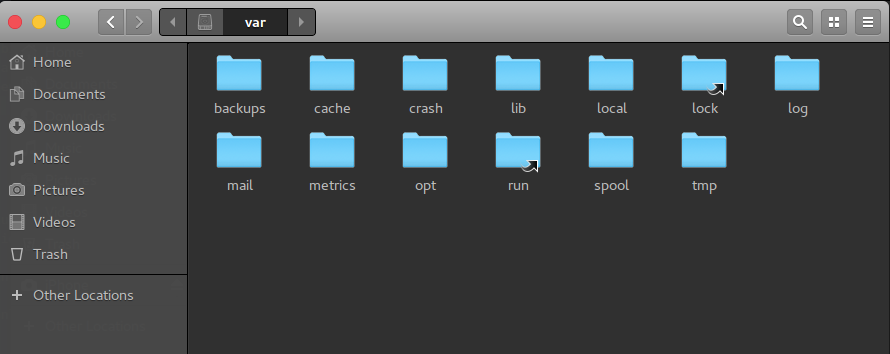 var
Home
Documents
Downloads
Music
Pictures
Videos
Trash
Other Locations
backups cache crash lib local lock log
mail metrics opt run spool tmp